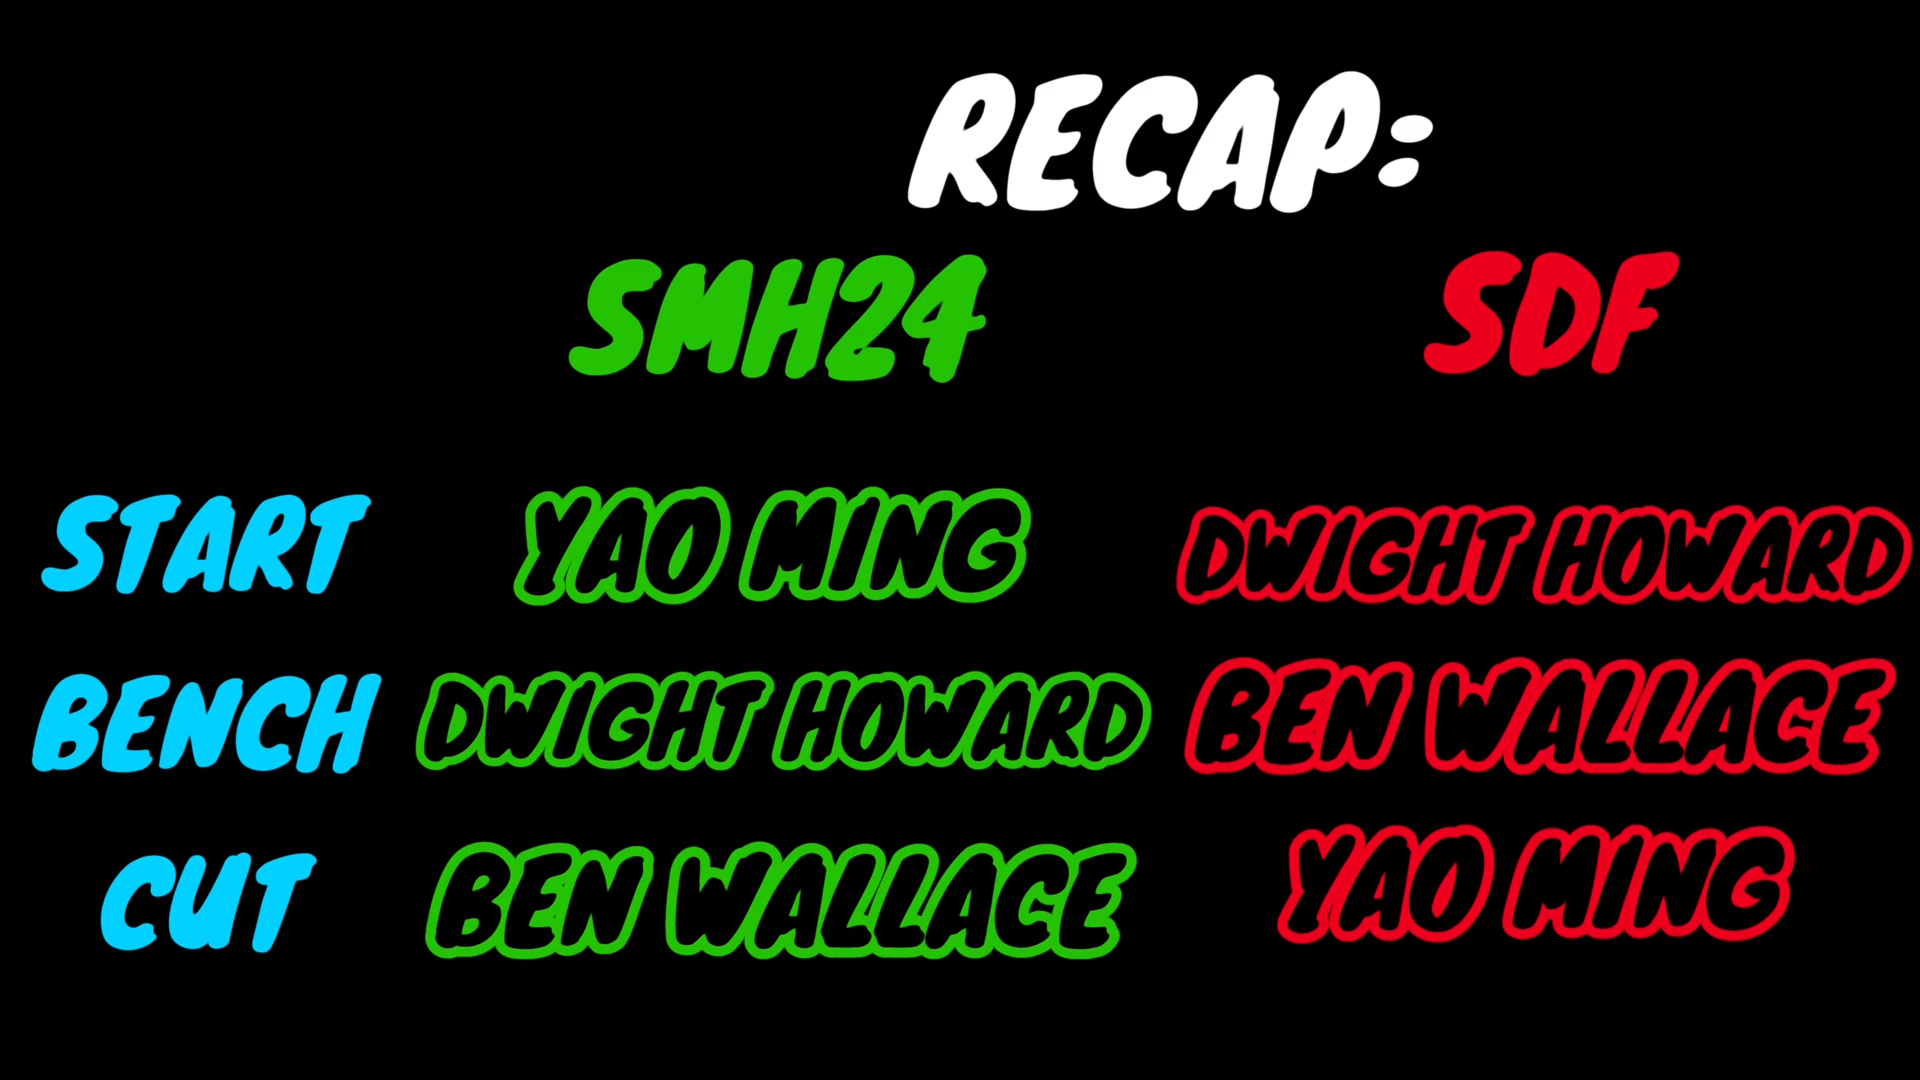 RECAP:
SMH24 SDF
START YAO MING DWIGHT HOWARD
BENCH DWIGHT HOWARD BEN WALLACE
CUT BEN WALLACE YAO MING